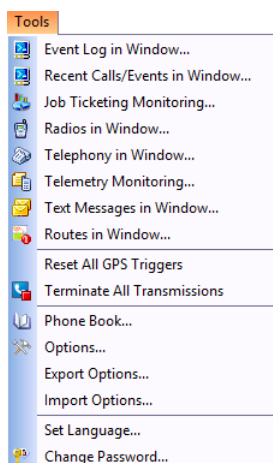 Tools
Event Log in Window...
Recent Calls/Events in Window...
Job Ticketing Monitoring...
Radios in Window...
Telephony in Window...
Telemetry Monitoring...
Text Messages in Window...
Routes in Window...
Reset All GPS Triggers
Terminate All Transmissions
Phone Book...
Options...
Export Options...
Import Options...
Set Language...
Change Password...